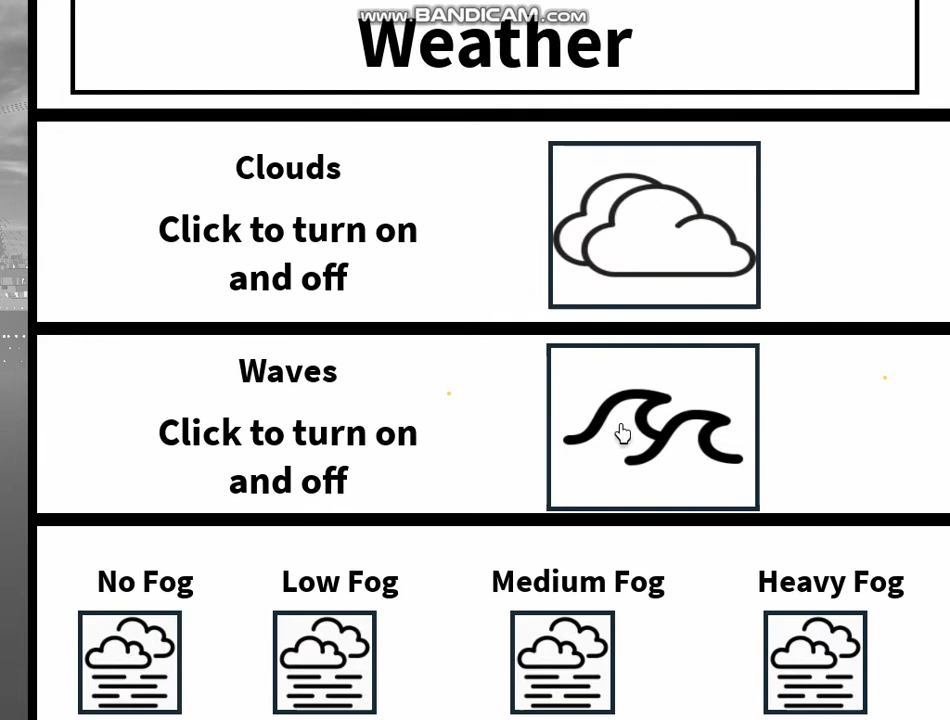 www.BANDICAM.com
Weather
Clouds
Click to turn on
and off
Waves
Click to turn on
and off
No Fog
Low Fog
Medium Fog
Heavy Fog